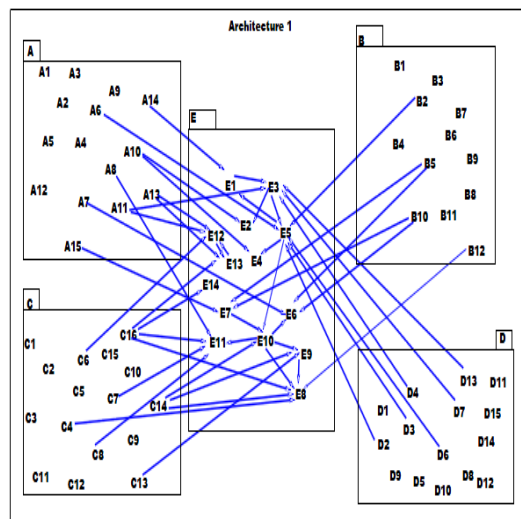 Architecture 1
A
A1 A3
A9
A2 A6 A14
A5 A4
A10
A8
A12 A13
A7 A11
A15
B
B1
B3
B2
B7
B4 B6
B5 B9
B8
B10 B11
B12
E
E1 E3
E2
E12 E5
E13 E4
E14
E7 E6
E11 E10
E9
E8
C
C1 C16
C2 C6 C15
C10
C5 C7
C3 C4 C14
C9
C8
C11 C12 C13
D
D13 D11
D4
D1 D7 D15
D3
D2 D6 D14
D9 D5 D8 D12
D10